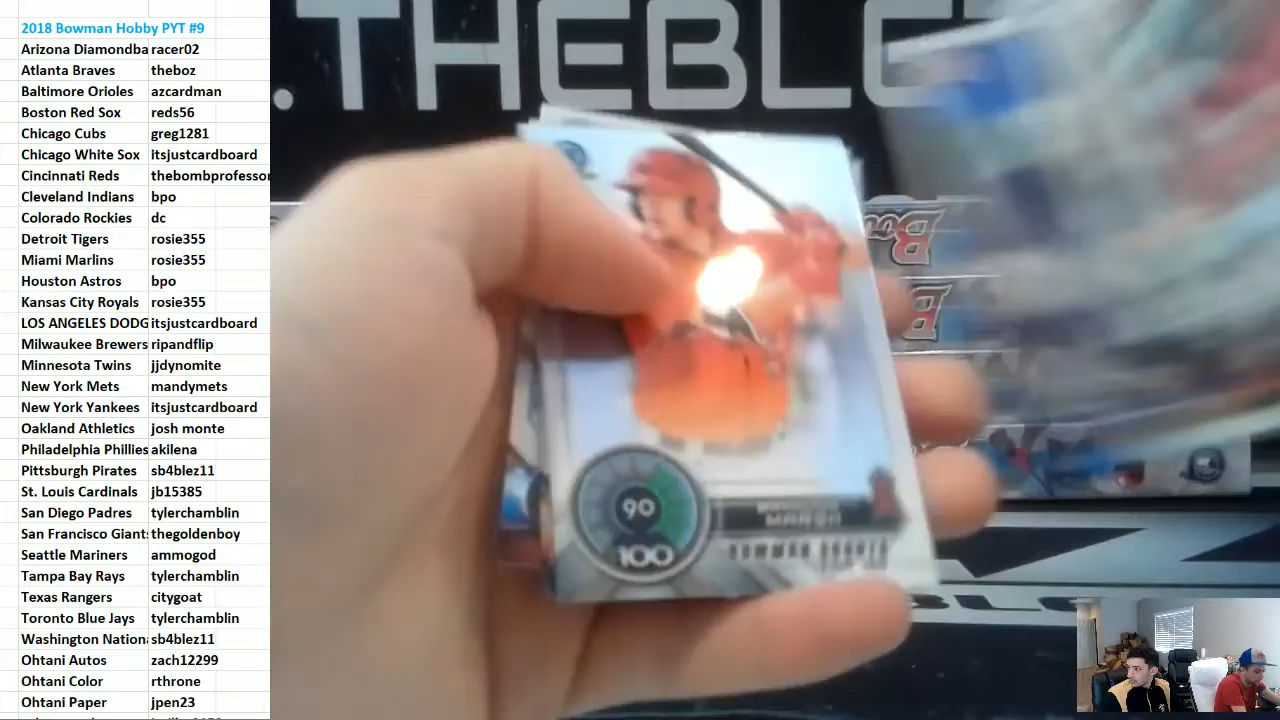 2018 Bowman Hobby PYT #9
Arizona Diamondba racer02
Atlanta Braves theboz
Baltimore Orioles azcardman
Boston Red Sox reds56
Chicago Cubs greg1281
Chicago White Sox itsjustcardboard
Cincinnati Reds thebombprofessor
Cleveland Indians bpo
Colorado Rockies dc
Detroit Tigers rosie355
Miami Marlins rosie355
Houston Astros bpo
Kansas City Royals rosie355
LOS ANGELES DODG itsjustcardboard
Milwaukee Brewers ripandflip
Minnesota Twins jjdynomite
New York Mets mandymets
New York Yankees itsjustcardboard
Oakland Athletics josh monte
Philadelphia Phillies akilena
Pittsburgh Pirates sb4blez11
St. Louis Cardinals jb15385
San Diego Padres tylerchamblin
San Francisco Giants thegoldenboy
Seattle Mariners ammogod
Tampa Bay Rays tylerchamblin
Texas Rangers citygoat
Toronto Blue Jays tylerchamblin
Washington Nation sb4blez11
Ohtani Autos zach12299
Ohtani Color rthrone
Ohtani Paper jpen23
.THEBLE
Bow
B
90
100
MARSH